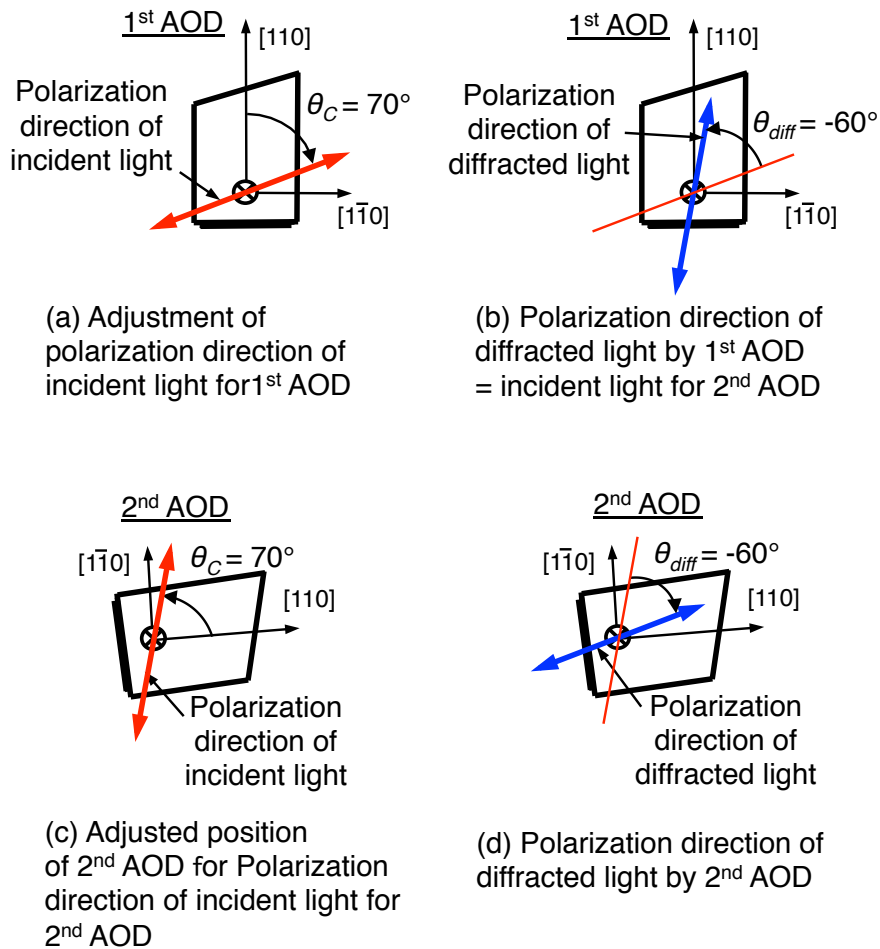 1st AOD
[110]
Polarization
direction of
incident light
θC = 70°
[11̄0]
(a) Adjustment of
polarization direction of
incident light for1st AOD
1st AOD
[110]
Polarization
direction of
diffracted light
θdiff = -60°
[11̄0]
(b) Polarization direction of
diffracted light by 1st AOD
= incident light for 2nd AOD
2nd AOD
[11̄0]
θC = 70°
[110]
Polarization
direction of
incident light
(c) Adjusted position
of 2nd AOD for Polarization
direction of incident light for
2nd AOD
2nd AOD
[11̄0]
θdiff = -60°
[110]
Polarization
direction of
diffracted light
(d) Polarization direction of
diffracted light by 2nd AOD